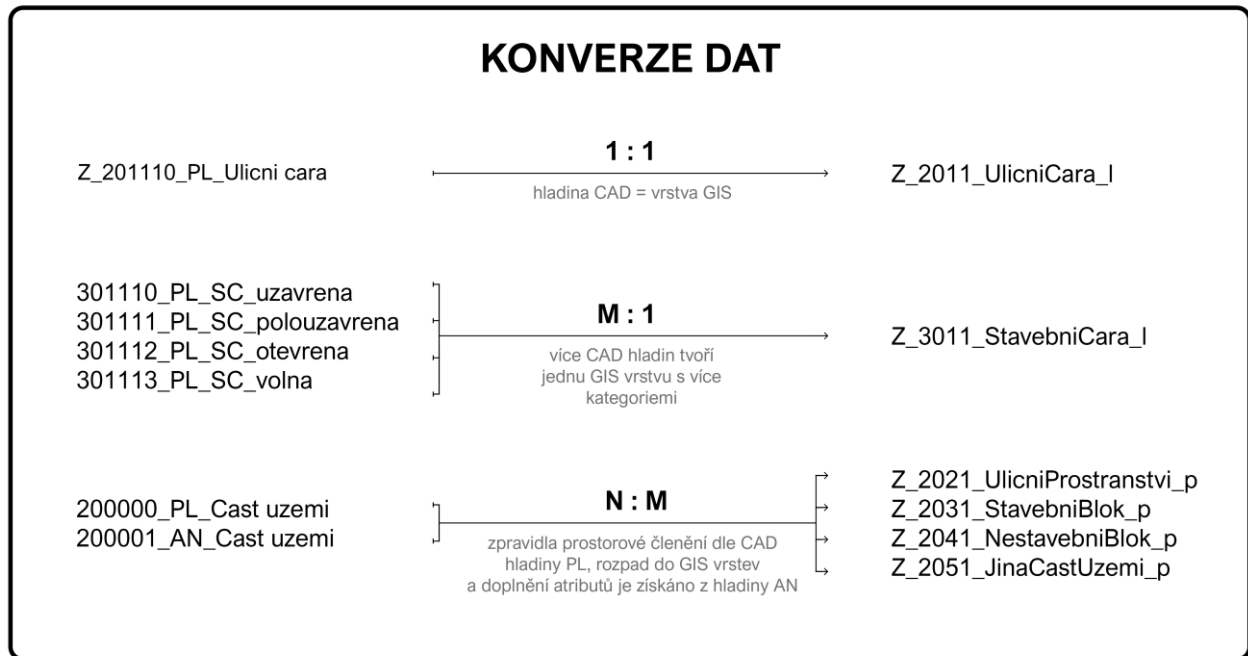 KONVERZE DAT
Z_201110_PL_Ulicni cara
1 : 1
hladina CAD = vrstva GIS
Z_2011_UlicniCara_l
301110_PL_SC_uzavrena
301111_PL_SC_polouzavrena
301112_PL_SC_otevrena
301113_PL_SC_volna
M : 1
více CAD hladin tvoří
jednu GIS vrstvu s více
kategoriemi
Z_3011_StavebniCara_l
200000_PL_Cast uzemi
200001_AN_Cast uzemi
N : M
zpravidla prostorové členění dle CAD
hladiny PL, rozpad do GIS vrstev
a doplnění atributů je získáno z hladiny AN
Z_2021_UlicniProstranstvi_p
Z_2031_StavebniBlok_p
Z_2041_NestavebniBlok_p
Z_2051_JinaCastUzemi_p